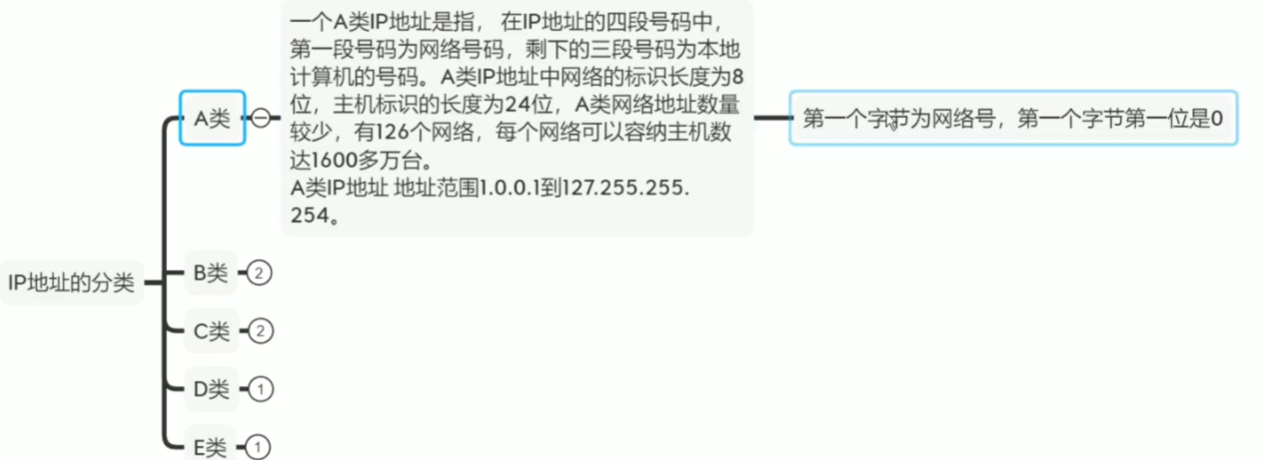 一个A类IP地址是指， 在IP地址的四段号码中，
第一段号码为网络号码，剩下的三段号码为本地
计算机的号码。A类IP地址中网络的标识长度为8
位，主机标识的长度为24位，A类网络地址数量
较少，有126个网络，每个网络可以容纳主机数
达1600多万台。
A类IP地址 地址范围1.0.0.1到127.255.255.
254。
A类
第一个字节为网络号，第一个字节第一位是0
IP地址的分类
B类 2
C类 2
D类 1
E类 1